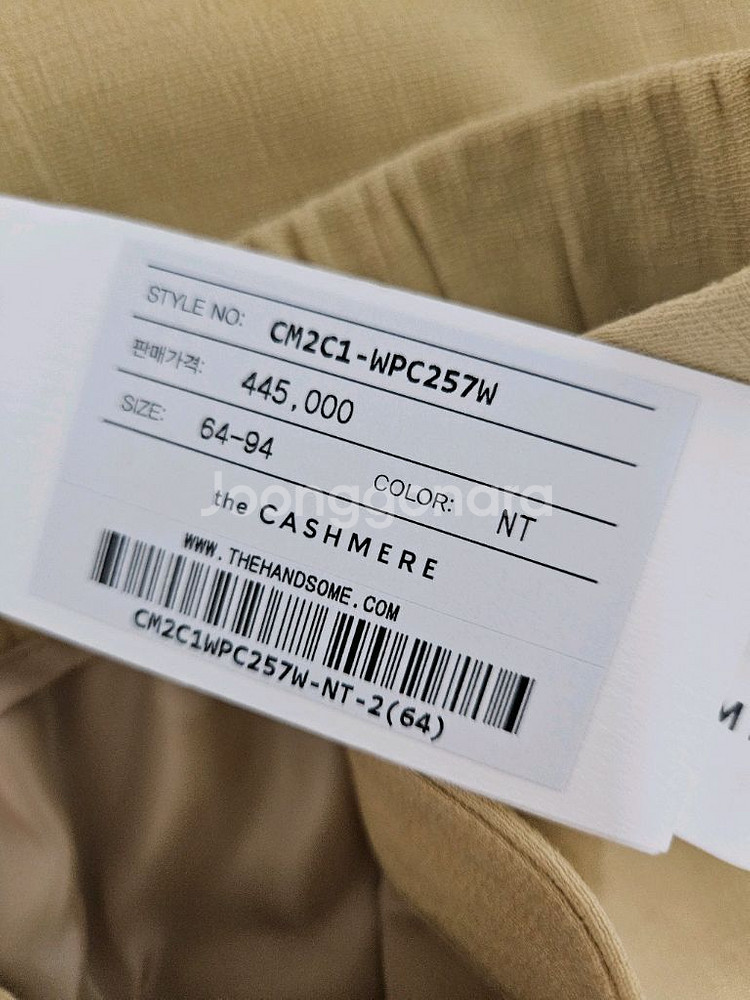 STYLE NO: CM2C1-WPC257W
판매가격: 445,000
SIZE: 64-94 COLOR: NT
Joonggonara
the CASHMERE
WWW.THEHANDSOME.COM
CM2C1WPC257W-NT-2(64)